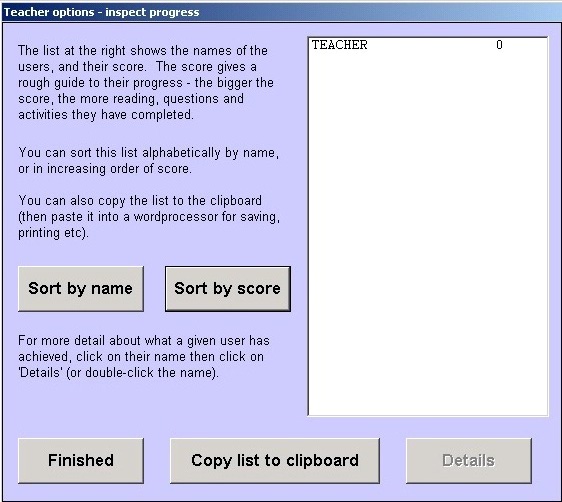 Teacher options - inspect progress
The list at the right shows the names of the
users, and their score.  The score gives a
rough guide to their progress - the bigger the
score, the more reading, questions and
activities they have completed.
You can sort this list alphabetically by name,
or in increasing order of score.
You can also copy the list to the clipboard
(then paste it into a wordprocessor for saving,
printing etc).
Sort by name
Sort by score
For more detail about what a given user has
achieved, click on their name then click on
'Details' (or double-click the name).
TEACHER 0
Finished
Copy list to clipboard
Details